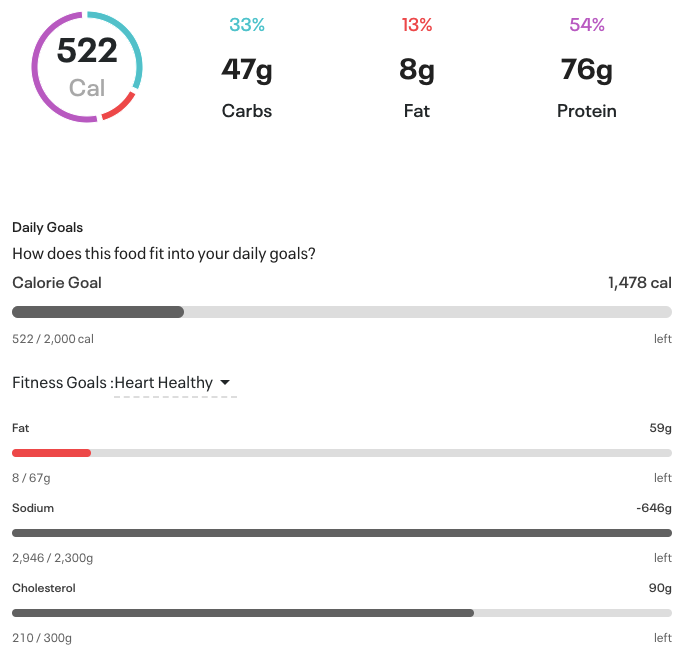 522
Cal
33%
47g
Carbs
13%
8g
Fat
54%
76g
Protein
Daily Goals
How does this food fit into your daily goals?
Calorie Goal 1,478 cal
522 / 2,000 cal left
Fitness Goals :Heart Healthy
Fat 59g
8 / 67g left
Sodium -646g
2,946 / 2,300g left
Cholesterol 90g
210 / 300g left